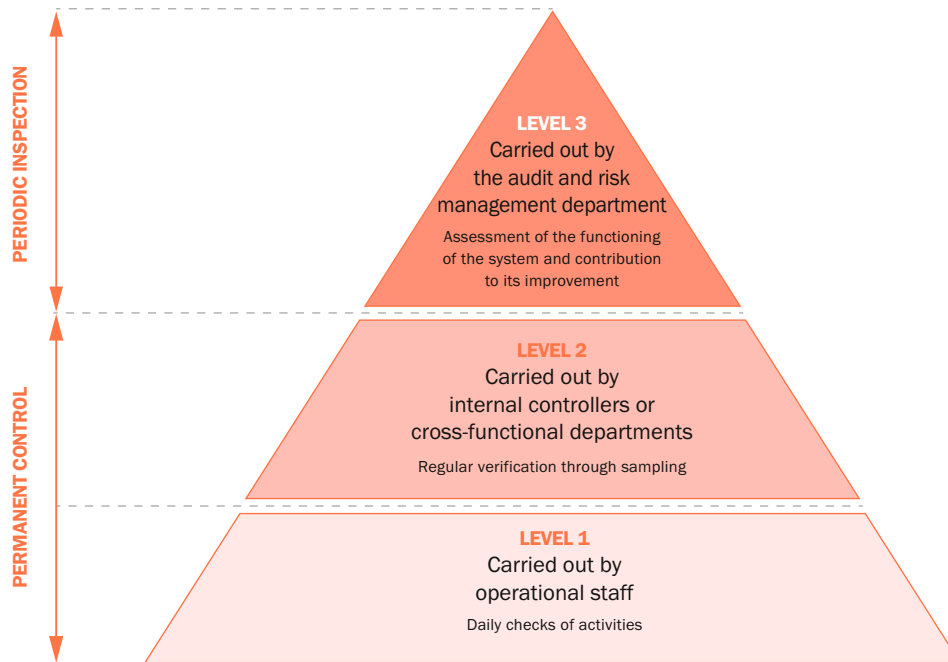 PERIODIC INSPECTION
LEVEL 3
Carried out by
the audit and risk
management department
Assessment of the functioning
of the system and contribution
to its improvement
PERMANENT CONTROL
LEVEL 2
Carried out by
internal controllers or
cross-functional departments
Regular verification through sampling
LEVEL 1
Carried out by
operational staff
Daily checks of activities